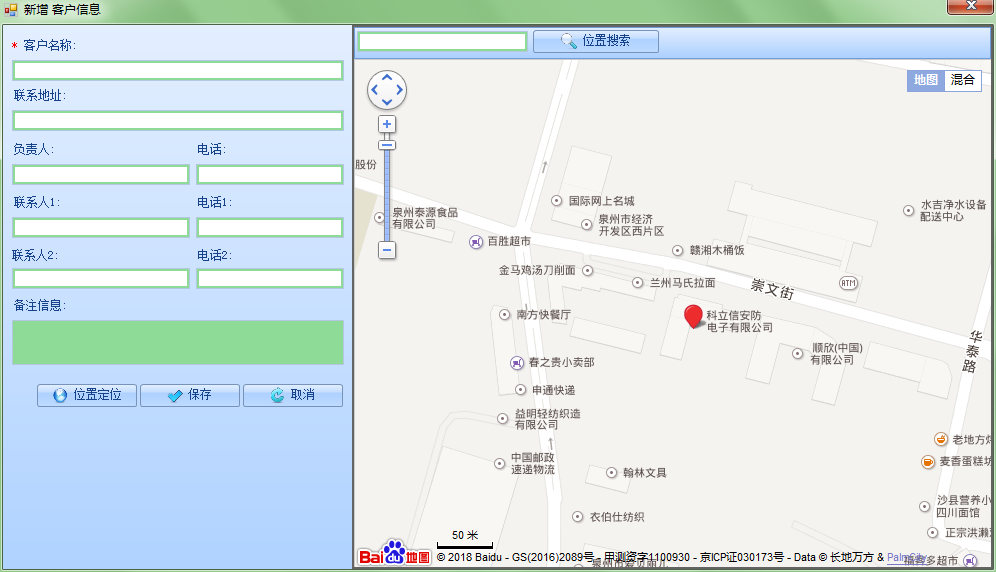 新增 客户信息
* 客户名称:
联系地址:
负责人:
电话:
联系人1:
电话1:
联系人2:
电话2:
备注信息:
位置定位
保存
取消
位置搜索
地图
混合
股份
国际网上名城
水吉净水设备
配送中心
泉州泰源食品
有限公司
泉州市经济
开发区西片区
百胜超市
赣湘木桶饭
金马鸡汤刀削面
兰州马氏拉面
ATM
崇文街
南方快餐厅
科立信安防
电子有限公司
华泰路
顺欣(中国)
有限公司
春之贵小卖部
申通快递
益明轻纺织造
有限公司
老地方
麦香蛋糕坊
中国邮政
速递物流
翰林文具
沙县营养小
四川面馆
衣伯仕纺织
正宗洪濑
50 米
Bai du 地图
© 2018 Baidu - GS(2016)2089号 - 甲测资字1100930 - 京ICP证030173号 - Data © 长地万方 & PalmCity